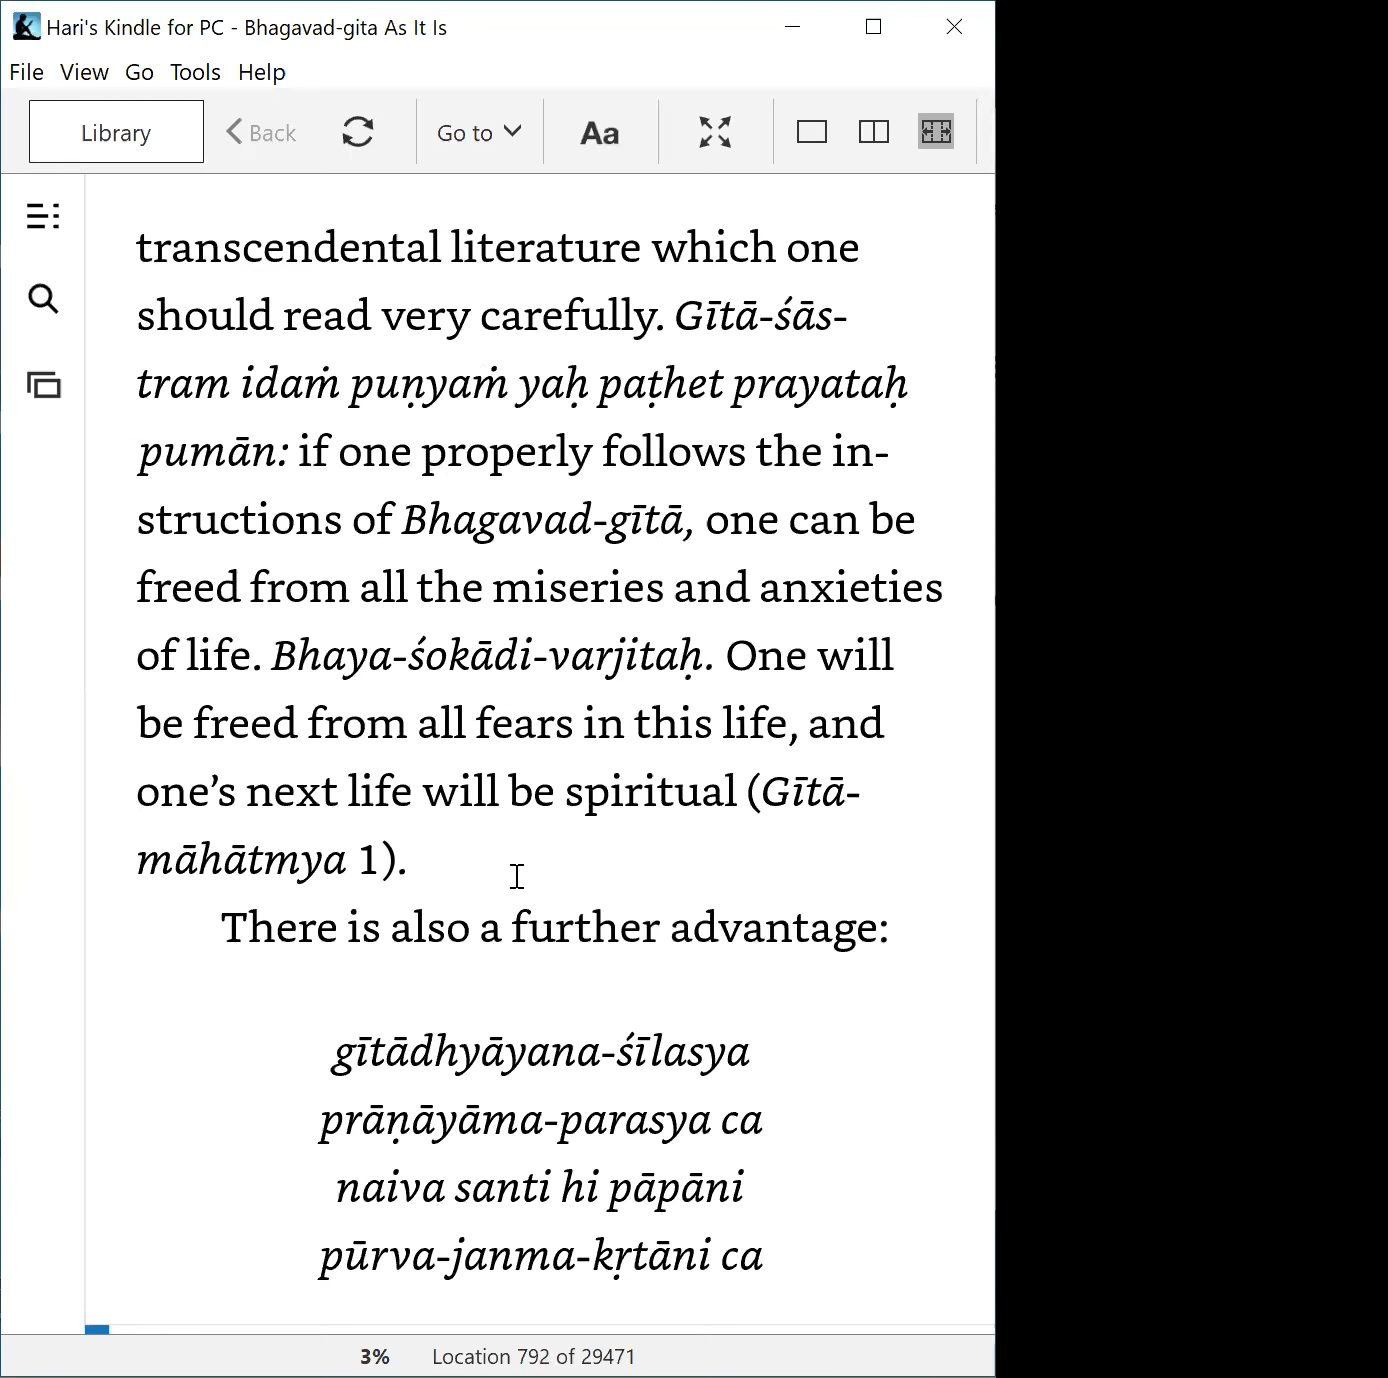 Hari's Kindle for PC - Bhagavad-gita As It Is
File View Go Tools Help
Library Back Go to Aa
transcendental literature which one
should read very carefully. Gītā-śās-
tram idaṁ puṇyaṁ yaḥ paṭhet prayataḥ
pumān: if one properly follows the in-
structions of Bhagavad-gītā, one can be
freed from all the miseries and anxieties
of life. Bhaya-śokādi-varjitaḥ. One will
be freed from all fears in this life, and
one’s next life will be spiritual (Gītā-
māhātmya 1).
There is also a further advantage:
gītādhyāyana-śīlasya
prāṇāyāma-parasya ca
naiva santi hi pāpāni
pūrva-janma-kṛtāni ca
3% Location 792 of 29471